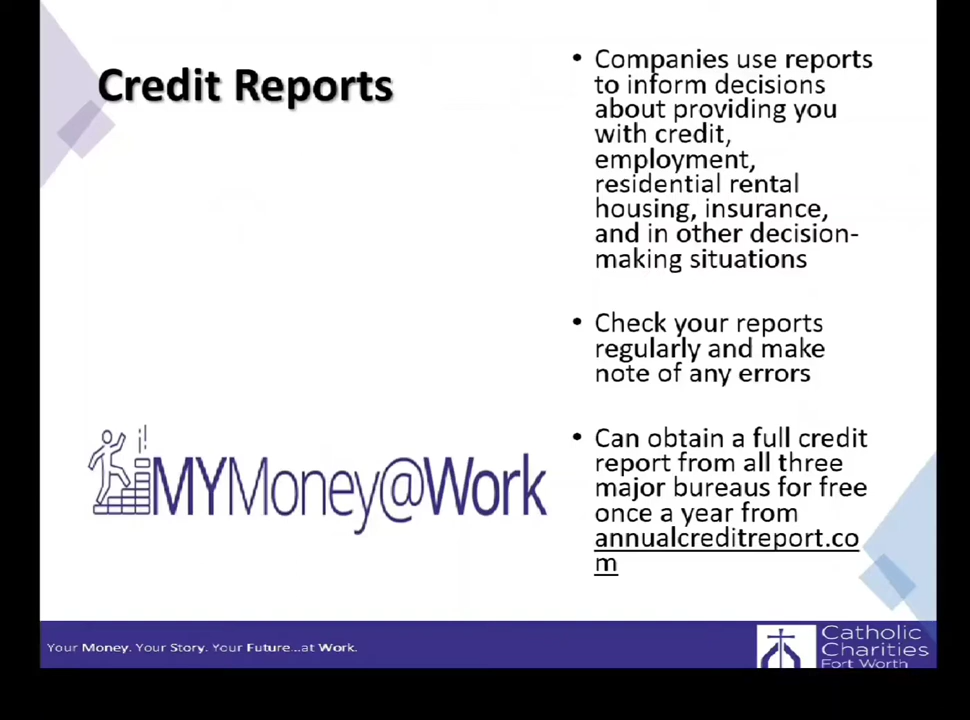 Credit Reports
• Companies use reports
to inform decisions
about providing you
with credit,
employment,
residential rental
housing, insurance,
and in other decision-
making situations
• Check your reports
regularly and make
note of any errors
• Can obtain a full credit
report from all three
major bureaus for free
once a year from
annualcreditreport.co
m
MYMoney@Work
Your Money. Your Story. Your Future...at Work.
Catholic
Charities
Fort Worth